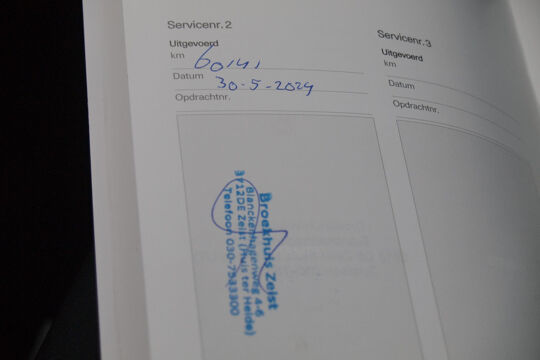 Servicenr. 2
Uitgevoerd
km 60141
Datum 30-5-2024
Opdrachtnr.
Broekhuis Zeist
Blanckenhagenweg 4-6
3712DE Zeist (Huis ter Heide)
Telefoon 030-7533300
Servicenr. 3
Uitgevoerd
km
Datum
Opdrachtnr.